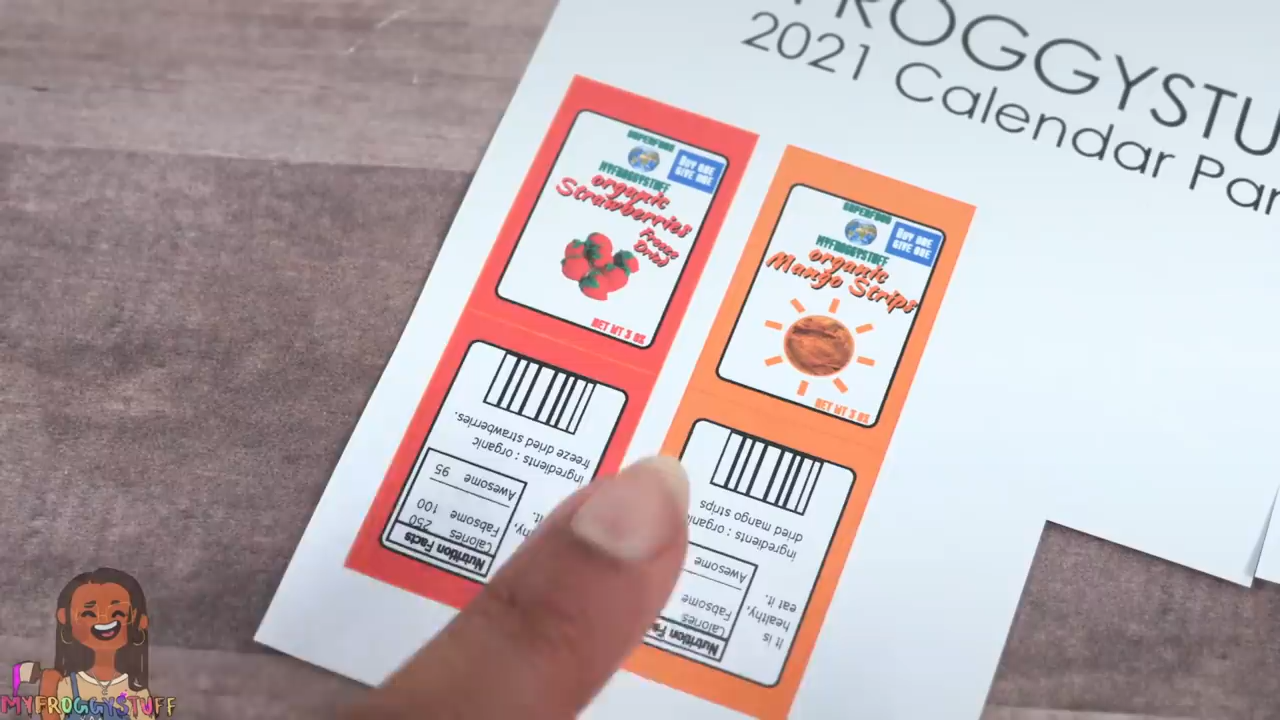 ROGGYSTU
2021 Calendar Par
SUPERFOOD
MYFROGGYSTUFF
BUY ONE
GIVE ONE
organic
Strawberries
Freeze
Dried
NET WT 3 OZ
ingredients : organic
freeze dried strawberries.
Nutrition Facts
Calories 250
Fabsome 100
Awesome 95
it.
SUPERFOOD
MYFROGGYSTUFF
BUY ONE
GIVE ONE
organic
Mango Strips
NET WT 3 OZ
ingredients : organic
dried mango strips
It is
healthy,
eat it.
Nutrition Fa
Calories
Fabsome
Awesome
MYFROGGYSTUFF